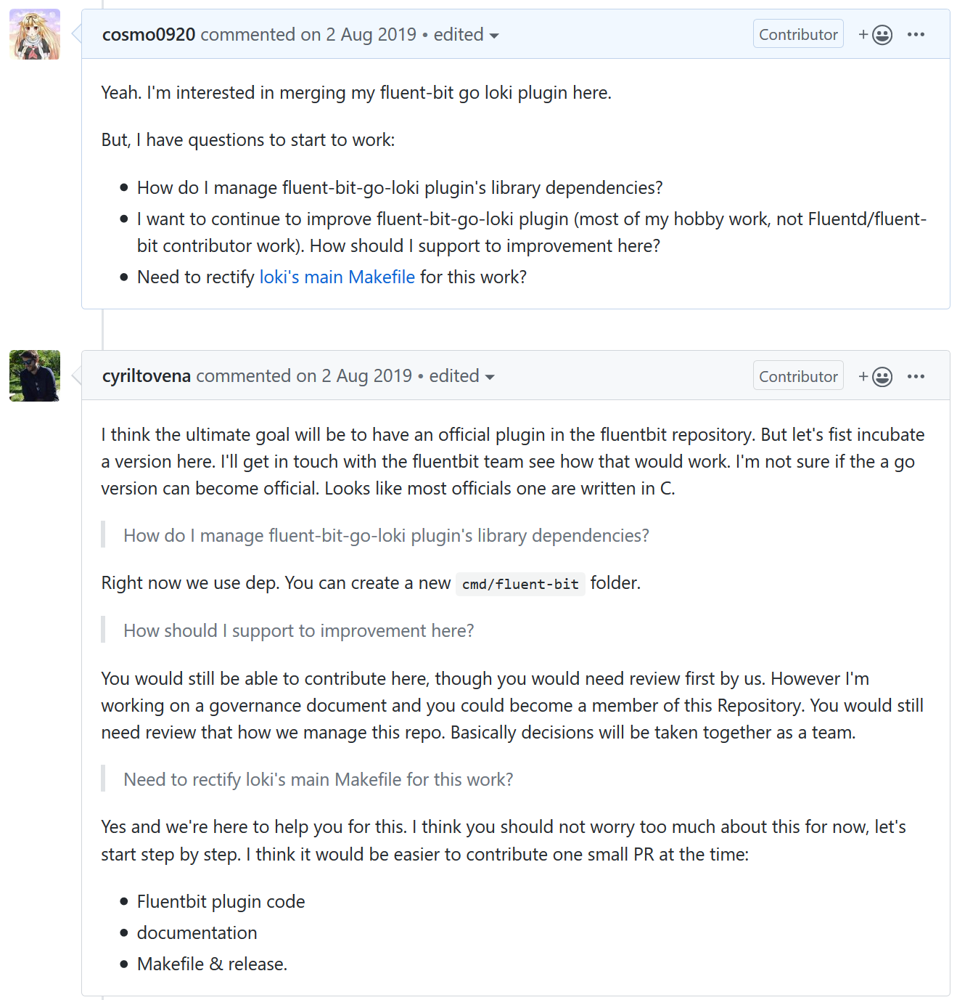 cosmo0920 commented on 2 Aug 2019 • edited
Contributor
Yeah. I'm interested in merging my fluent-bit go loki plugin here.
But, I have questions to start to work:
• How do I manage fluent-bit-go-loki plugin's library dependencies?
• I want to continue to improve fluent-bit-go-loki plugin (most of my hobby work, not Fluentd/fluent-
bit contributor work). How should I support to improvement here?
• Need to rectify loki's main Makefile for this work?
cyriltovena commented on 2 Aug 2019 • edited
Contributor
I think the ultimate goal will be to have an official plugin in the fluentbit repository. But let's fist incubate
a version here. I'll get in touch with the fluentbit team see how that would work. I'm not sure if the a go
version can become official. Looks like most officials one are written in C.
How do I manage fluent-bit-go-loki plugin's library dependencies?
Right now we use dep. You can create a new cmd/fluent-bit folder.
How should I support to improvement here?
You would still be able to contribute here, though you would need review first by us. However I'm
working on a governance document and you could become a member of this Repository. You would still
need review that how we manage this repo. Basically decisions will be taken together as a team.
Need to rectify loki's main Makefile for this work?
Yes and we're here to help you for this. I think you should not worry too much about this for now, let's
start step by step. I think it would be easier to contribute one small PR at the time:
• Fluentbit plugin code
• documentation
• Makefile & release.